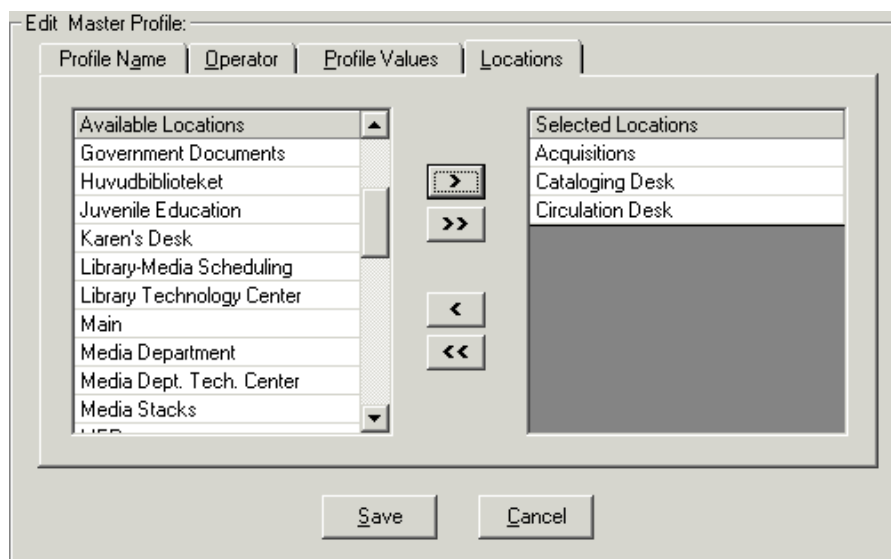 Edit Master Profile:
Profile Name
Operator
Profile Values
Locations
Available Locations
Government Documents
Huvudbiblioteket
Juvenile Education
Karen's Desk
Library-Media Scheduling
Library Technology Center
Main
Media Department
Media Dept. Tech. Center
Media Stacks
>
>>
<
<<
Selected Locations
Acquisitions
Cataloging Desk
Circulation Desk
Save
Cancel